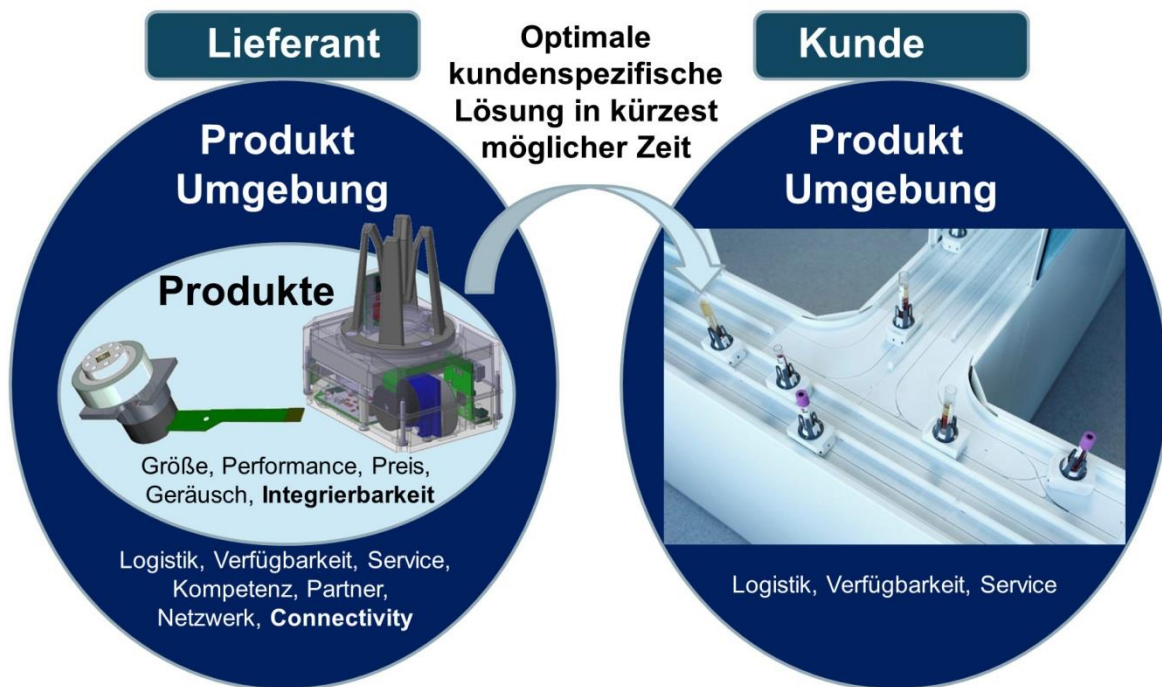 Lieferant
Optimale
kundenspezifische
Lösung in kürzest
möglicher Zeit
Kunde
Produkt
Umgebung
Produkte
Größe, Performance, Preis,
Geräusch, Integrierbarkeit
Logistik, Verfügbarkeit, Service,
Kompetenz, Partner,
Netzwerk, Connectivity
Produkt
Umgebung
Logistik, Verfügbarkeit, Service